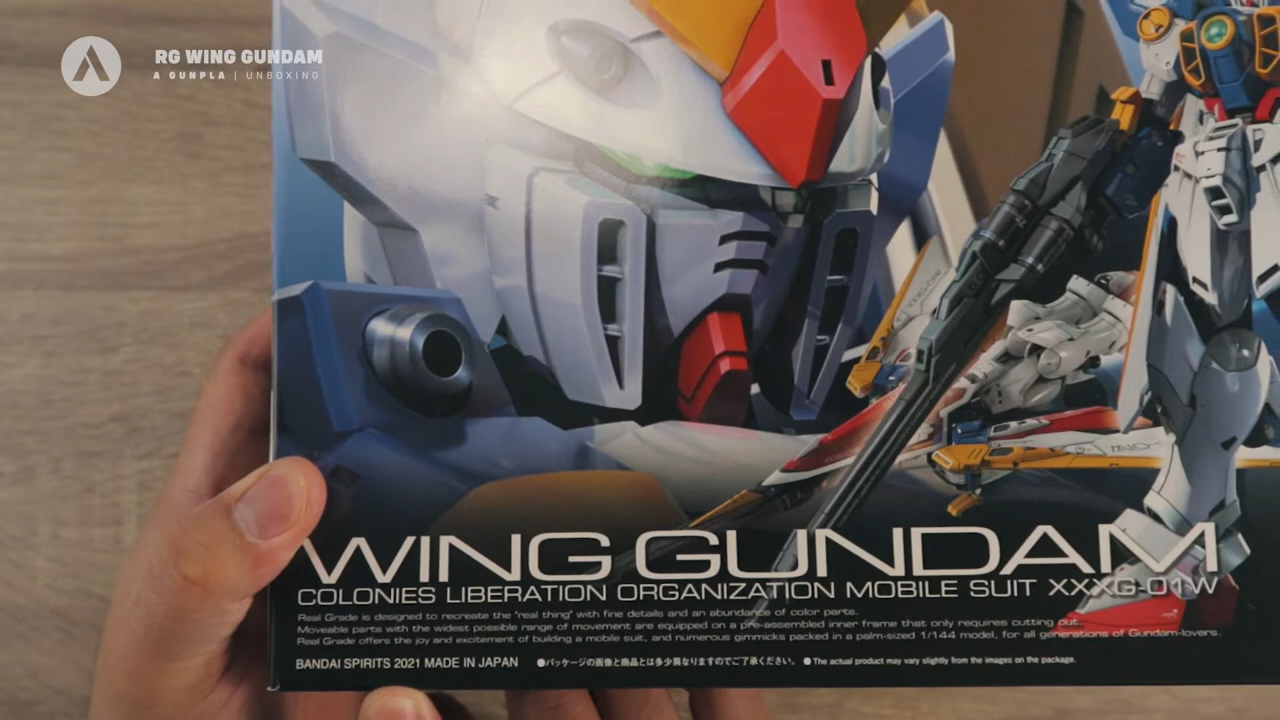 RG WING GUNDAM
A GUNPLA | UNBOXING
WING GUNDAM
COLONIES LIBERATION ORGANIZATION MOBILE SUIT XXXG-01W
Real Grade is designed to recreate the "real thing" with fine details and an abundance of color parts.
Moveable parts with the widest possible range of movement are equipped on a pre-assembled inner frame that only requires cutting out.
Real Grade offers the joy and excitement of building a mobile suit, and numerous gimmicks packed in a palm-sized 1/144 model, for all generations of Gundam-lovers.
BANDAI SPIRITS 2021 MADE IN JAPAN ●パッケージの画像と商品とは多少異なりますのでご了承ください。 ●The actual product may vary slightly from the images on the package.